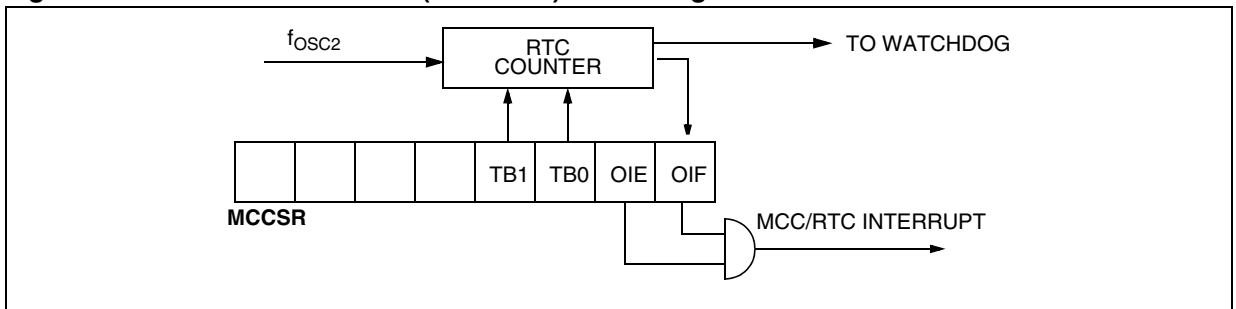 fOSC2
RTC
COUNTER
TO WATCHDOG
TB1 TB0 OIE OIF
MCCSR
MCC/RTC INTERRUPT